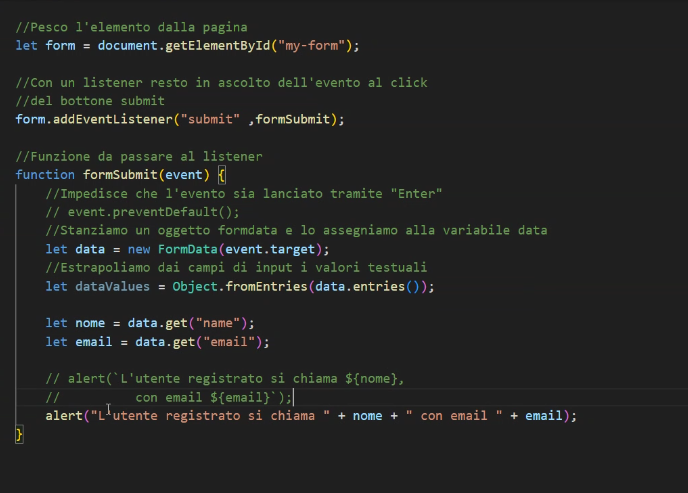 //Pesco l'elemento dalla pagina
let form = document.getElementById("my-form");
//Con un listener resto in ascolto dell'evento al click
//del bottone submit
form.addEventListener("submit" ,formSubmit);
//Funzione da passare al listener
function formSubmit(event) {
//Impedisce che l'evento sia lanciato tramite "Enter"
// event.preventDefault();
//Stanziamo un oggetto formdata e lo assegniamo alla variabile data
let data = new FormData(event.target);
//Estrapoliamo dai campi di input i valori testuali
let dataValues = Object.fromEntries(data.entries());
let nome = data.get("name");
let email = data.get("email");
// alert(`L'utente registrato si chiama ${nome},
// con email ${email}`);
alert("L'utente registrato si chiama " + nome + " con email " + email);
}